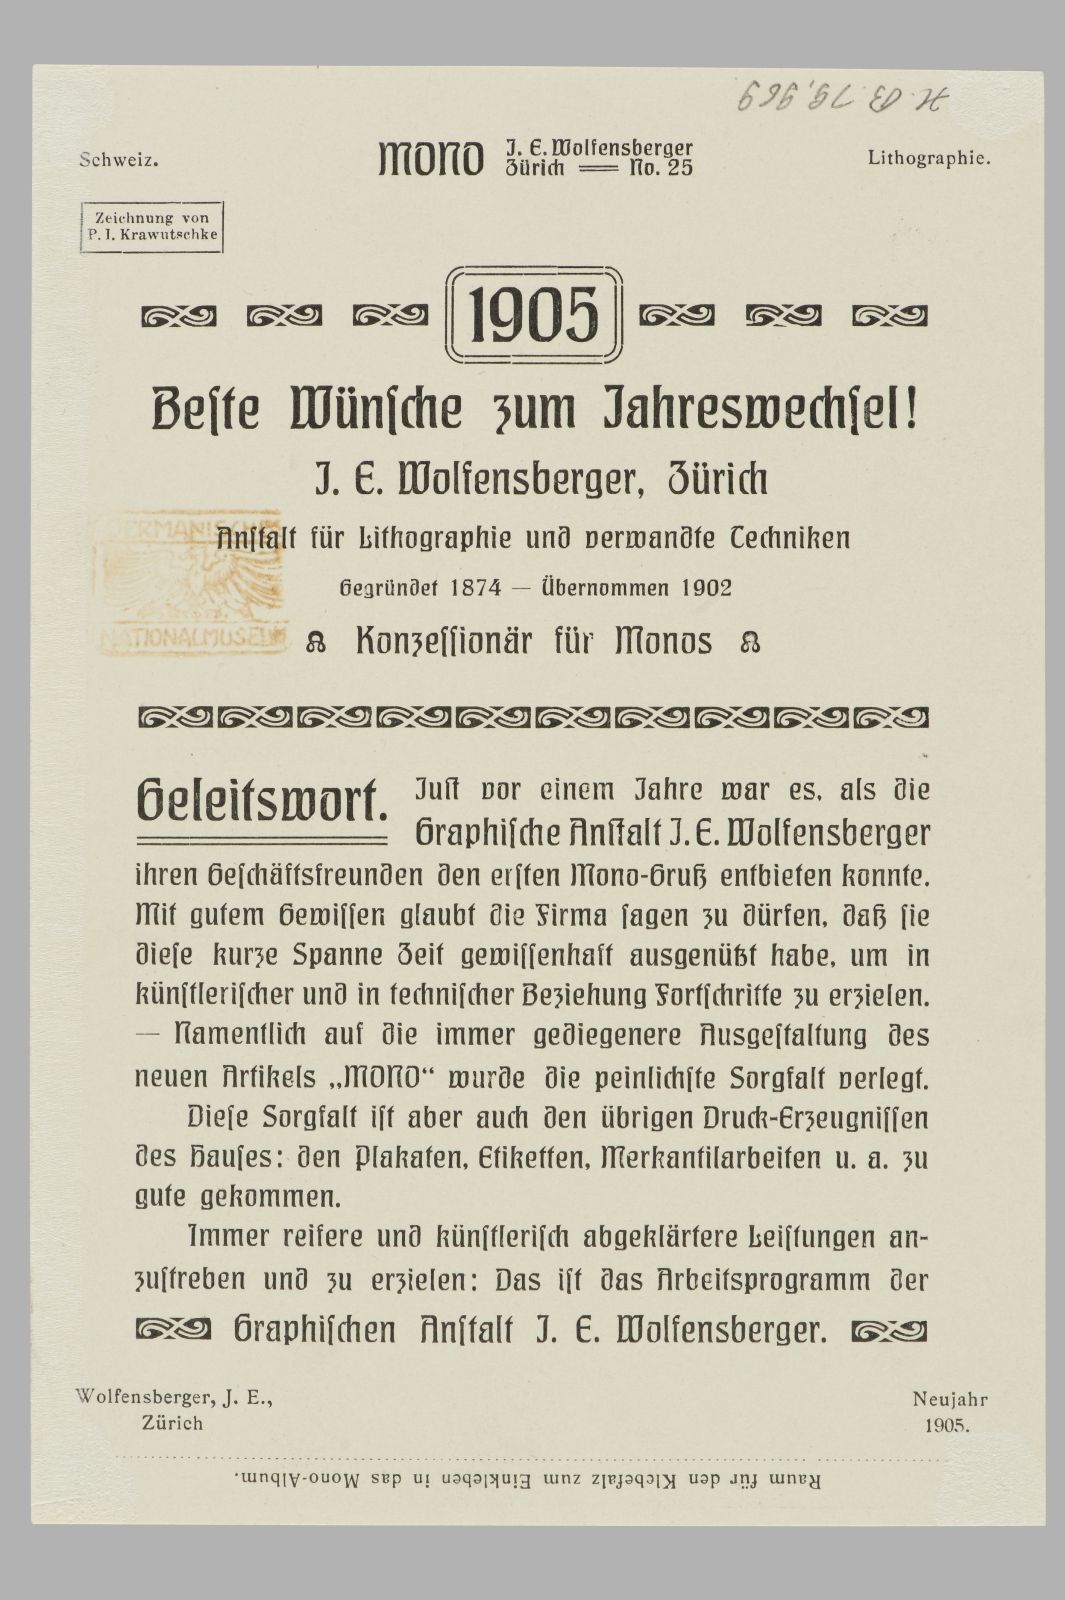 H. B. 79,969
Schweiz.
MONO J. E. Wolfensberger
Zürich No. 25
Lithographie.
Zeichnung von
P. I. Krawutschke
1905
Beſte Wünſche zum Jahreswechſel!
J. E. Wolfensberger, Zürich
Anſtalt für Lithographie und verwandte Techniken
Gegründet 1874 — Übernommen 1902
GERMANISCHES
NATIONALMUSEUM
Konzeſſionär für Monos
Geleitswort. Juſt vor einem Jahre war es, als die
Graphiſche Anſtalt J. E. Wolfensberger
ihren Geſchäftsfreunden den erſten Mono-Gruß entbieten konnte.
Mit gutem Gewiſſen glaubt die Firma ſagen zu dürfen, daß ſie
dieſe kurze Spanne Zeit gewiſſenhaft ausgenützt habe, um in
künſtleriſcher und in techniſcher Beziehung Fortſchritte zu erzielen.
— Namentlich auf die immer gediegenere Ausgeſtaltung des
neuen Artikels „MONO“ wurde die peinlichſte Sorgfalt verlegt.
Dieſe Sorgfalt iſt aber auch den übrigen Druck-Erzeugniſſen
des Hauſes: den Plakaten, Etiketten, Merkantilarbeiten u. a. zu
gute gekommen.
Immer reifere und künſtleriſch abgeklärtere Leiſtungen an-
zuſtreben und zu erzielen: Das iſt das Arbeitsprogramm der
Graphiſchen Anſtalt J. E. Wolfensberger.
Wolfensberger, J. E.,
Zürich
Neujahr
1905.
Raum für den Klebefalz zum Einkleben in das Mono-Album.